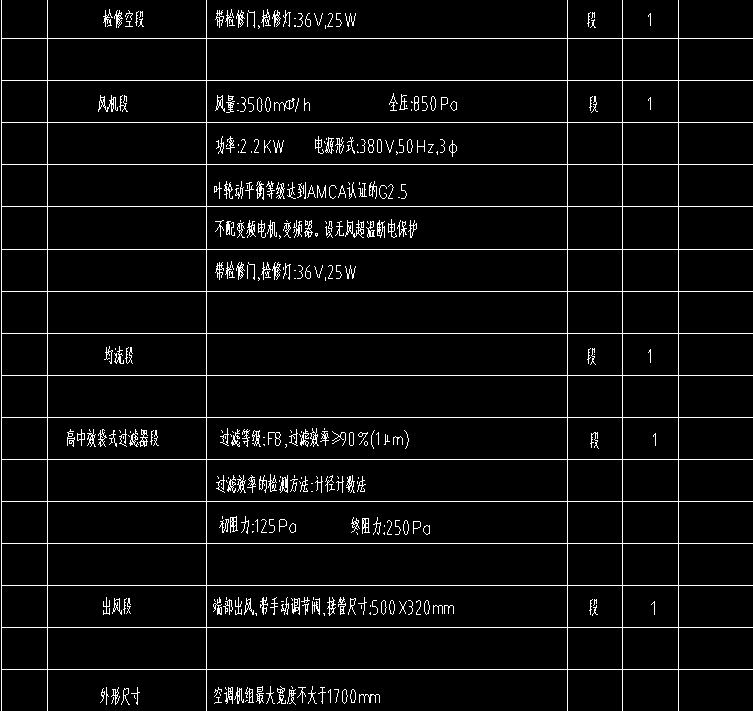 检修空段 带检修门,检修灯:36V,25W 段 1
风机段 风量:3500mΦ/h 全压:850Pa 段 1
功率:2.2KW 电源形式:380V,50Hz,3φ
叶轮动平衡等级达到AMCA认证的G2.5
不配变频电机、变频器。设无风超温断电保护
带检修门,检修灯:36V,25W
均流段 段 1
高中效袋式过滤器段 过滤等级:F8,过滤效率≥90%(1μm) 段 1
过滤效率的检测方法:计径计数法
初阻力:125Pa 终阻力:250Pa
出风段 端部出风,带手动调节阀,接管尺寸:500X320mm 段 1
外形尺寸 空调机组最大宽度不大于1700mm